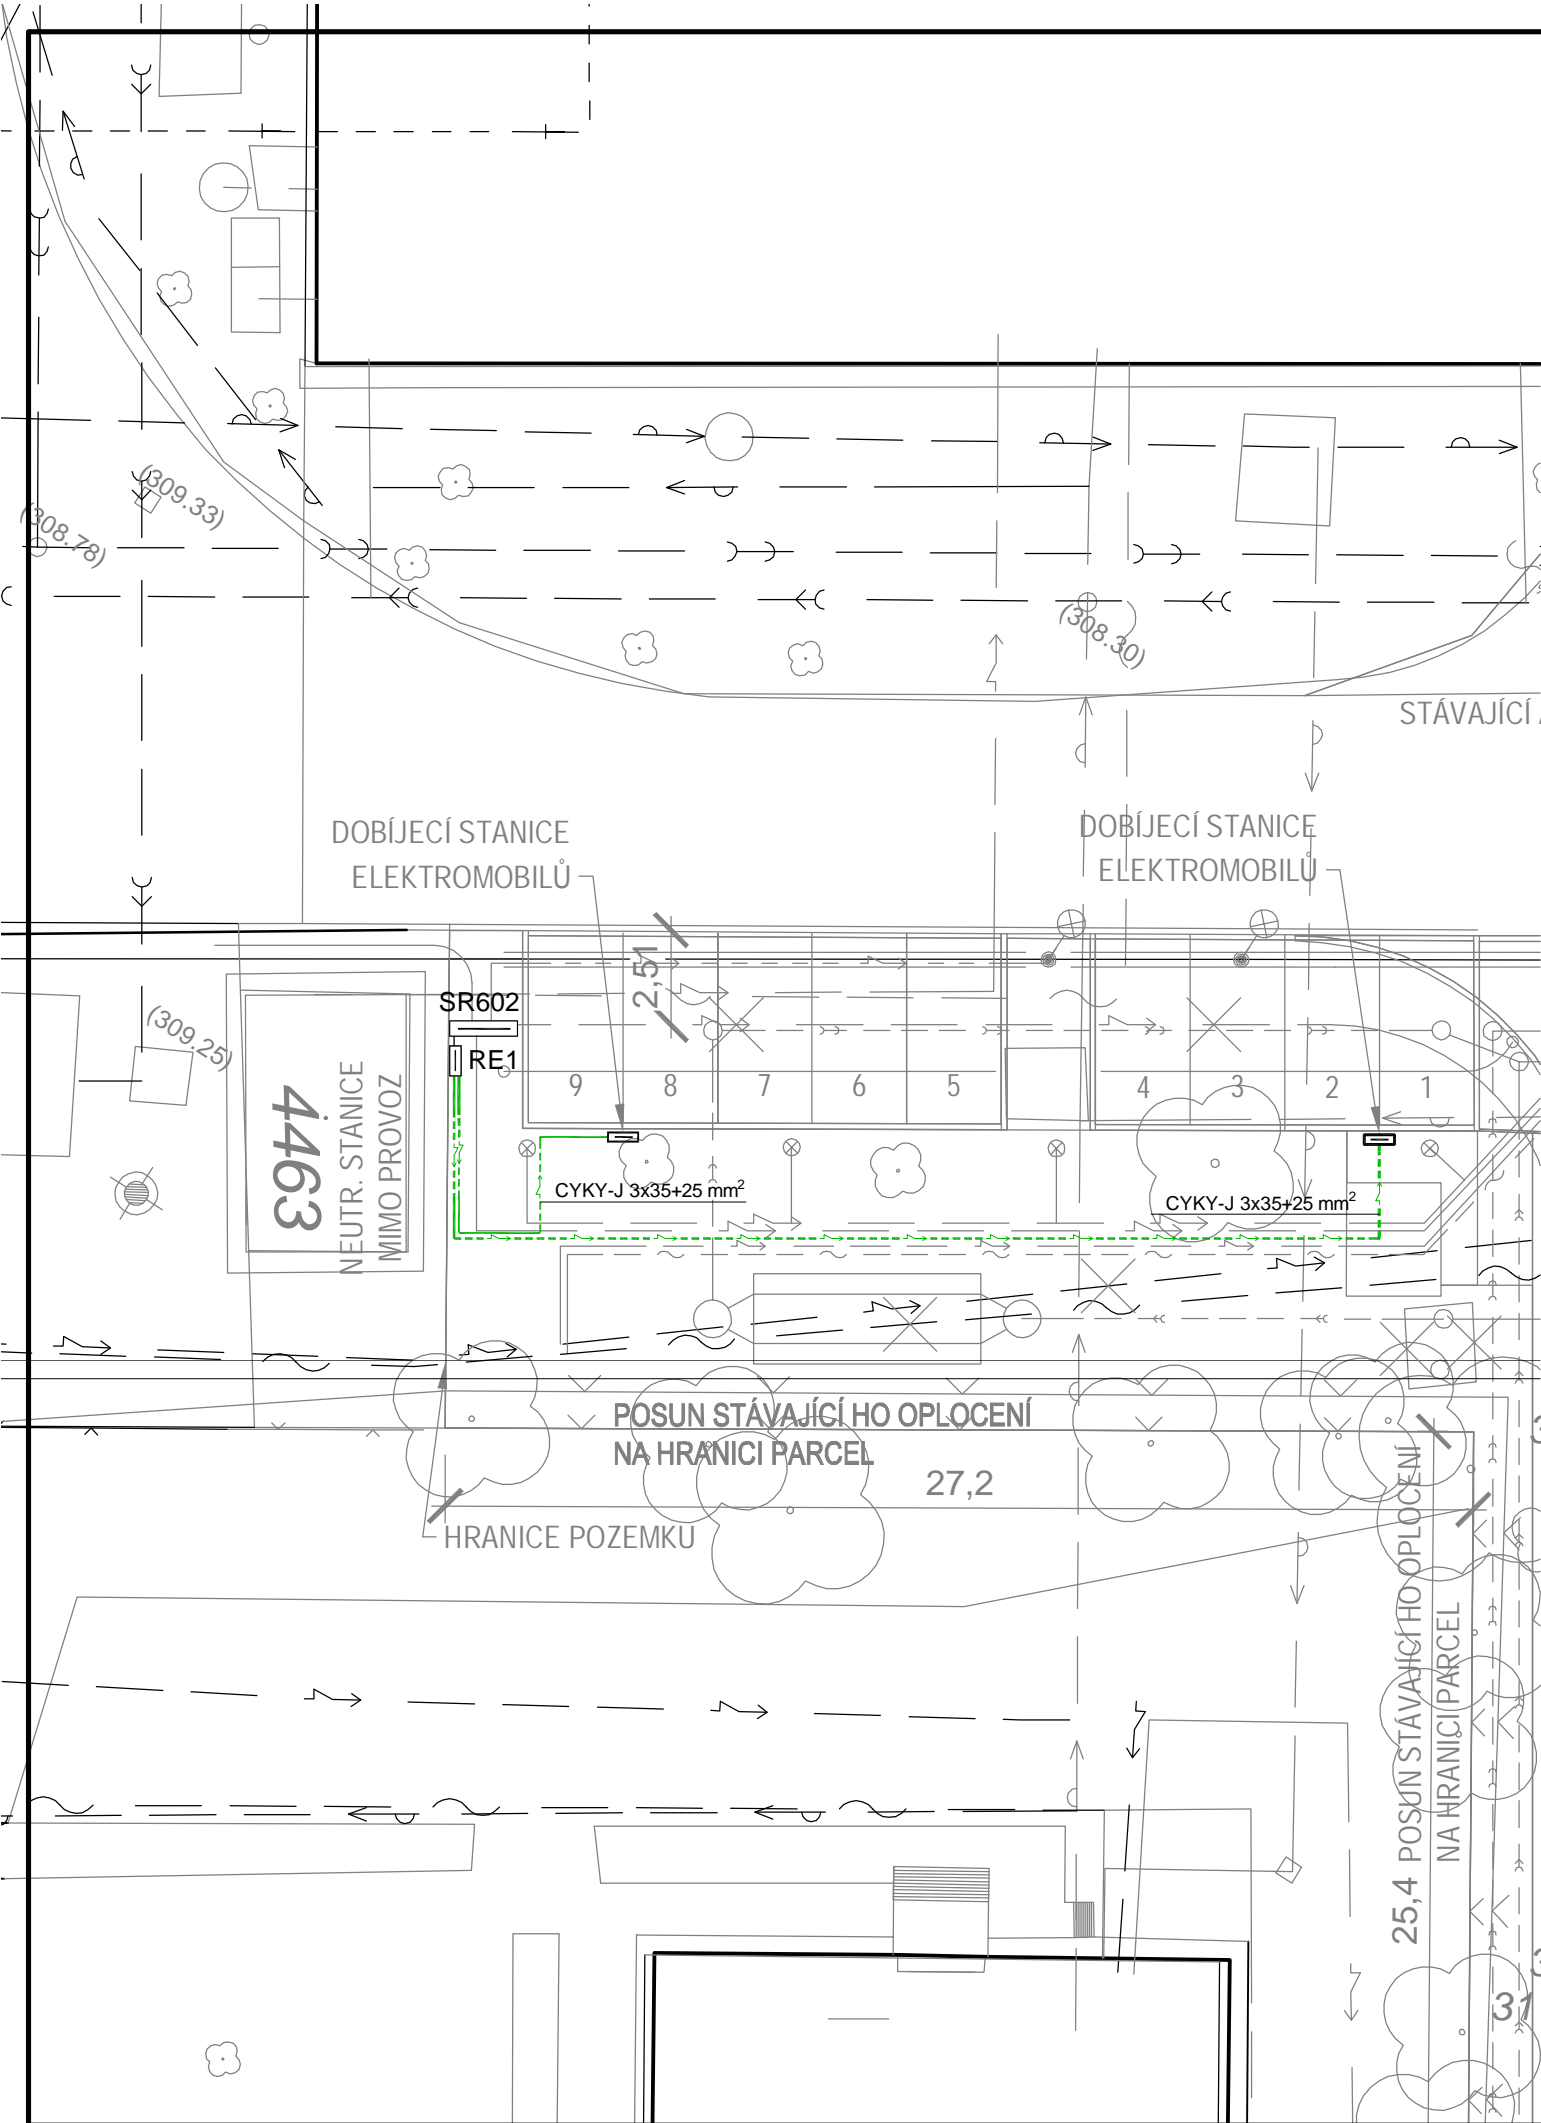 (309.33)
(308.78)
(308.30)
STÁVAJÍCÍ
DOBÍJECÍ STANICE
ELEKTROMOBILŮ
DOBÍJECÍ STANICE
ELEKTROMOBILŮ
2,51
SR602
RE1
(309.25)
4463
NEUTR. STANICE
MIMO PROVOZ
9
8
7
6
5
4
3
2
1
CYKY-J 3x35+25 mm²
CYKY-J 3x35+25 mm²
POSUN STÁVAJÍCÍ HO OPLOCENÍ
NA HRANICI PARCEL
27,2
HRANICE POZEMKU
25,4 POSUN STÁVAJÍCÍ HO OPLOCENÍ
NA HRANICI PARCEL
31